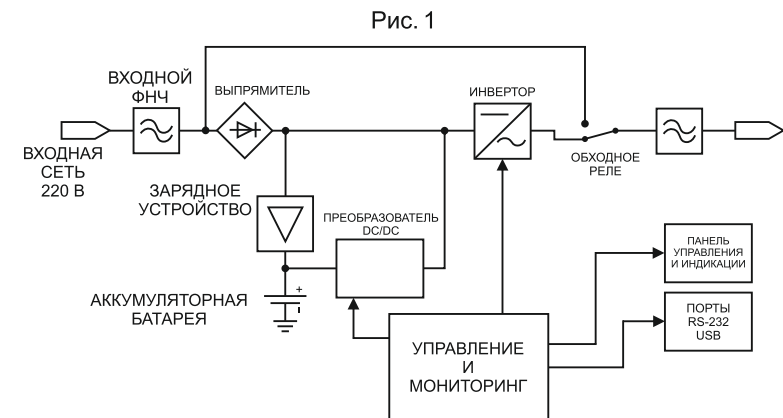 Рис. 1
ВХОДНОЙ
ФНЧ
ВЫПРЯМИТЕЛЬ
ИНВЕРТОР
ВХОДНАЯ
СЕТЬ
220 В
ОБХОДНОЕ
РЕЛЕ
ЗАРЯДНОЕ
УСТРОЙСТВО
ПРЕОБРАЗОВАТЕЛЬ
DC/DC
ПАНЕЛЬ
УПРАВЛЕНИЯ
И ИНДИКАЦИИ
АККУМУЛЯТОРНАЯ
БАТАРЕЯ
+
ПОРТЫ
RS-232
USB
УПРАВЛЕНИЕ
И
МОНИТОРИНГ